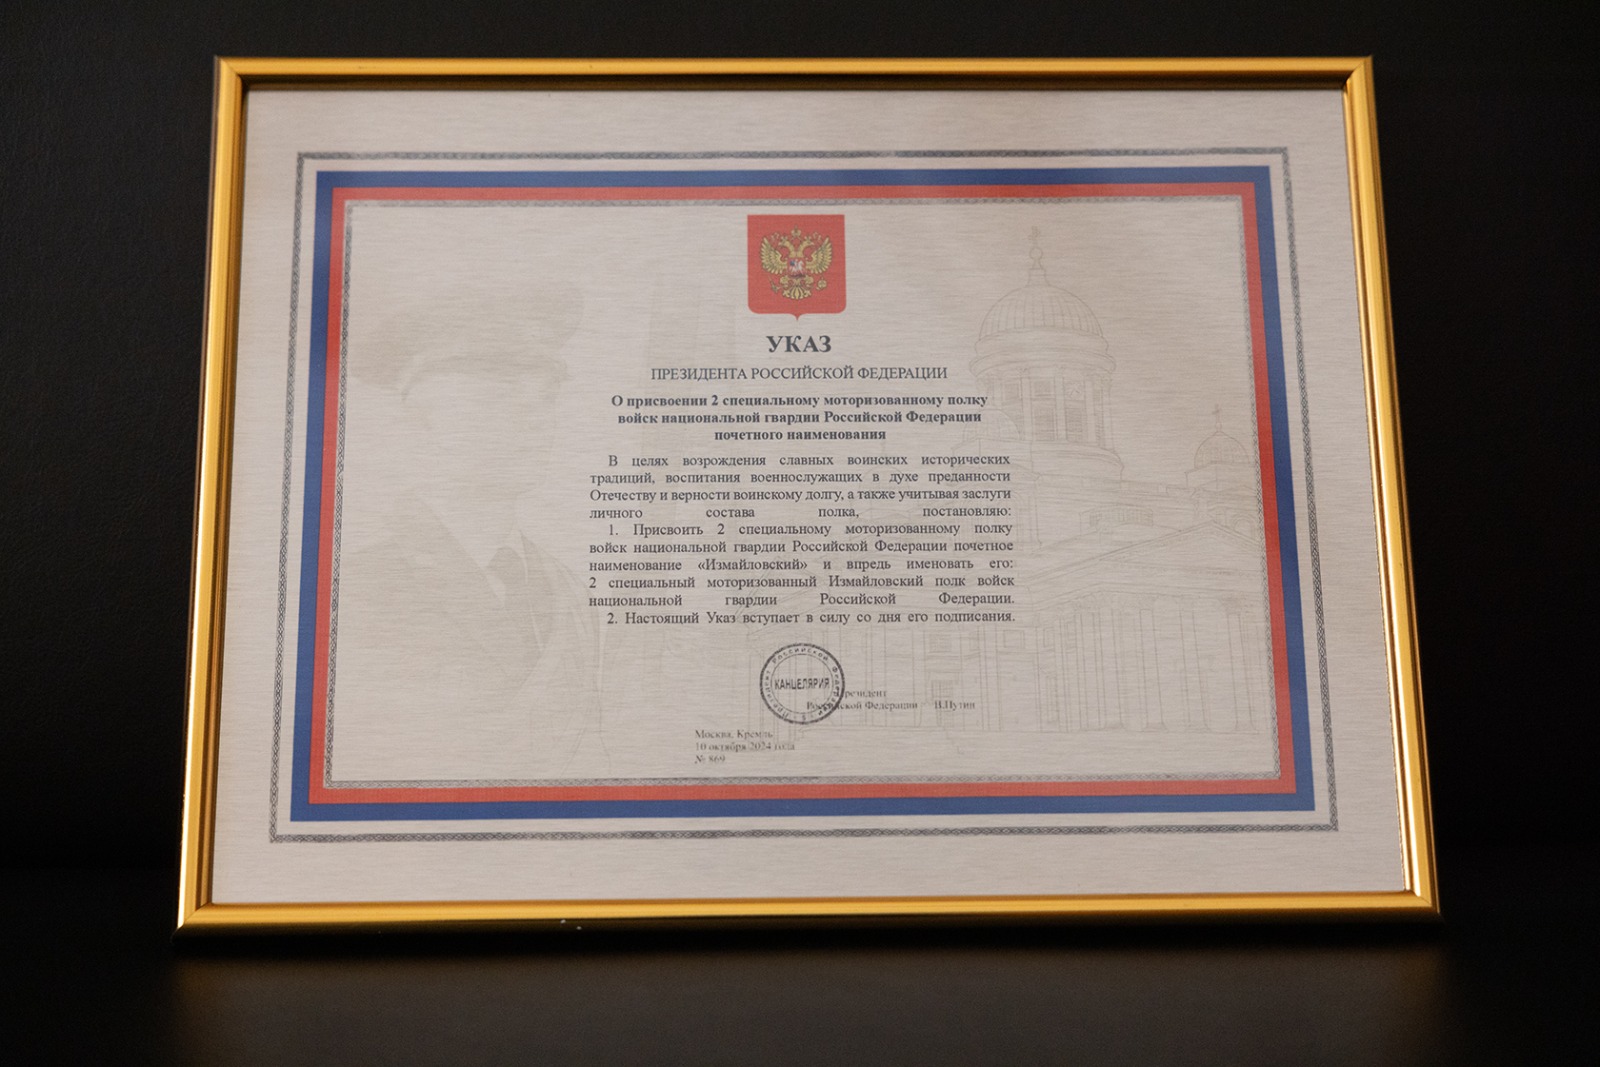 УКАЗ
ПРЕЗИДЕНТА РОССИЙСКОЙ ФЕДЕРАЦИИ
О присвоении 2 специальному моторизованному полку
войск национальной гвардии Российской Федерации
почетного наименования
В целях возрождения славных воинских исторических
традиций, воспитания военнослужащих в духе преданности
Отечеству и верности воинскому долгу, а также учитывая заслуги
личного состава полка, постановляю:
1. Присвоить 2 специальному моторизованному полку
войск национальной гвардии Российской Федерации почетное
наименование «Измайловский» и впредь именовать его:
2 специальный моторизованный Измайловский полк войск
национальной гвардии Российской Федерации.
2. Настоящий Указ вступает в силу со дня его подписания.
КАНЦЕЛЯРИЯ
Президент
Российской Федерации В.Путин
Москва, Кремль
10 октября 2024 года
№ 869